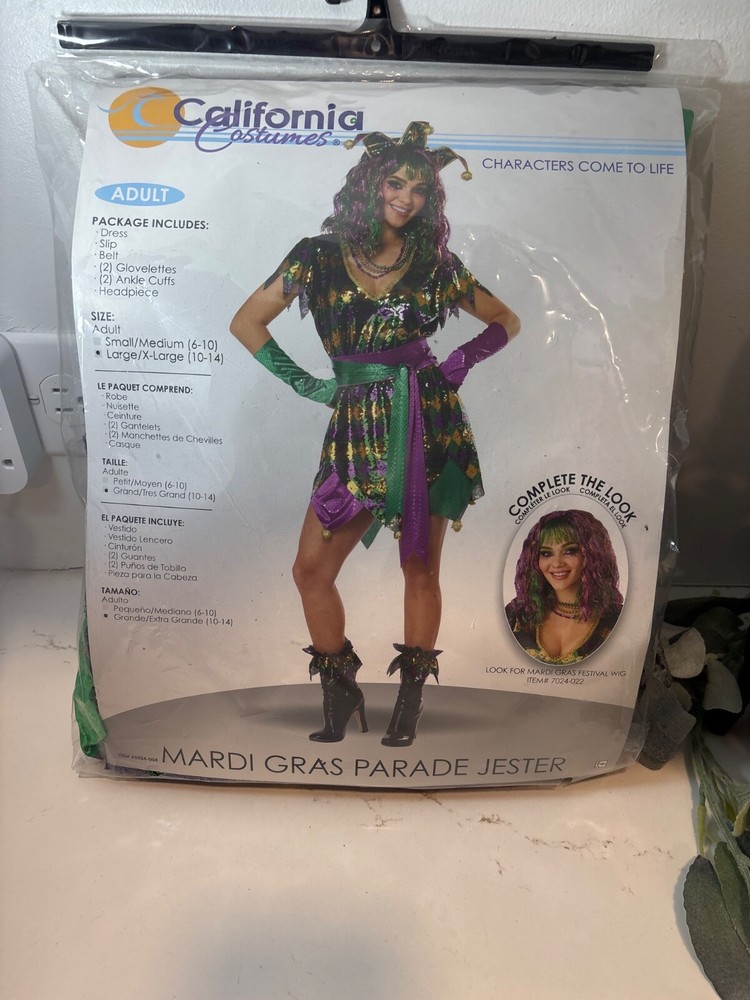 California
Costumes®
CHARACTERS COME TO LIFE
ADULT
PACKAGE INCLUDES:
· Dress
· Slip
· Belt
· (2) Glovelettes
· (2) Ankle Cuffs
· Headpiece
SIZE:
Adult
Small/Medium (6-10)
Large/X-Large (10-14)
LE PAQUET COMPREND:
· Robe
· Nuisette
· Ceinture
· (2) Gantelets
· (2) Manchettes de Chevilles
· Casque
TAILLE:
Adulte
Petit/Moyen (6-10)
Grand/Tres Grand (10-14)
EL PAQUETE INCLUYE:
· Vestido
· Vestido Lencero
· Cinturón
· (2) Guantes
· (2) Puños de Tobillo
· Pieza para la Cabeza
TAMAÑO:
Adulto
Pequeño/Mediano (6-10)
Grande/Extra Grande (10-14)
COMPLETE THE LOOK
COMPLÉTER LE LOOK COMPLETA EL LOOK
LOOK FOR MARDI GRAS FESTIVAL WIG
ITEM# 7024-022
MARDI GRAS PARADE JESTER